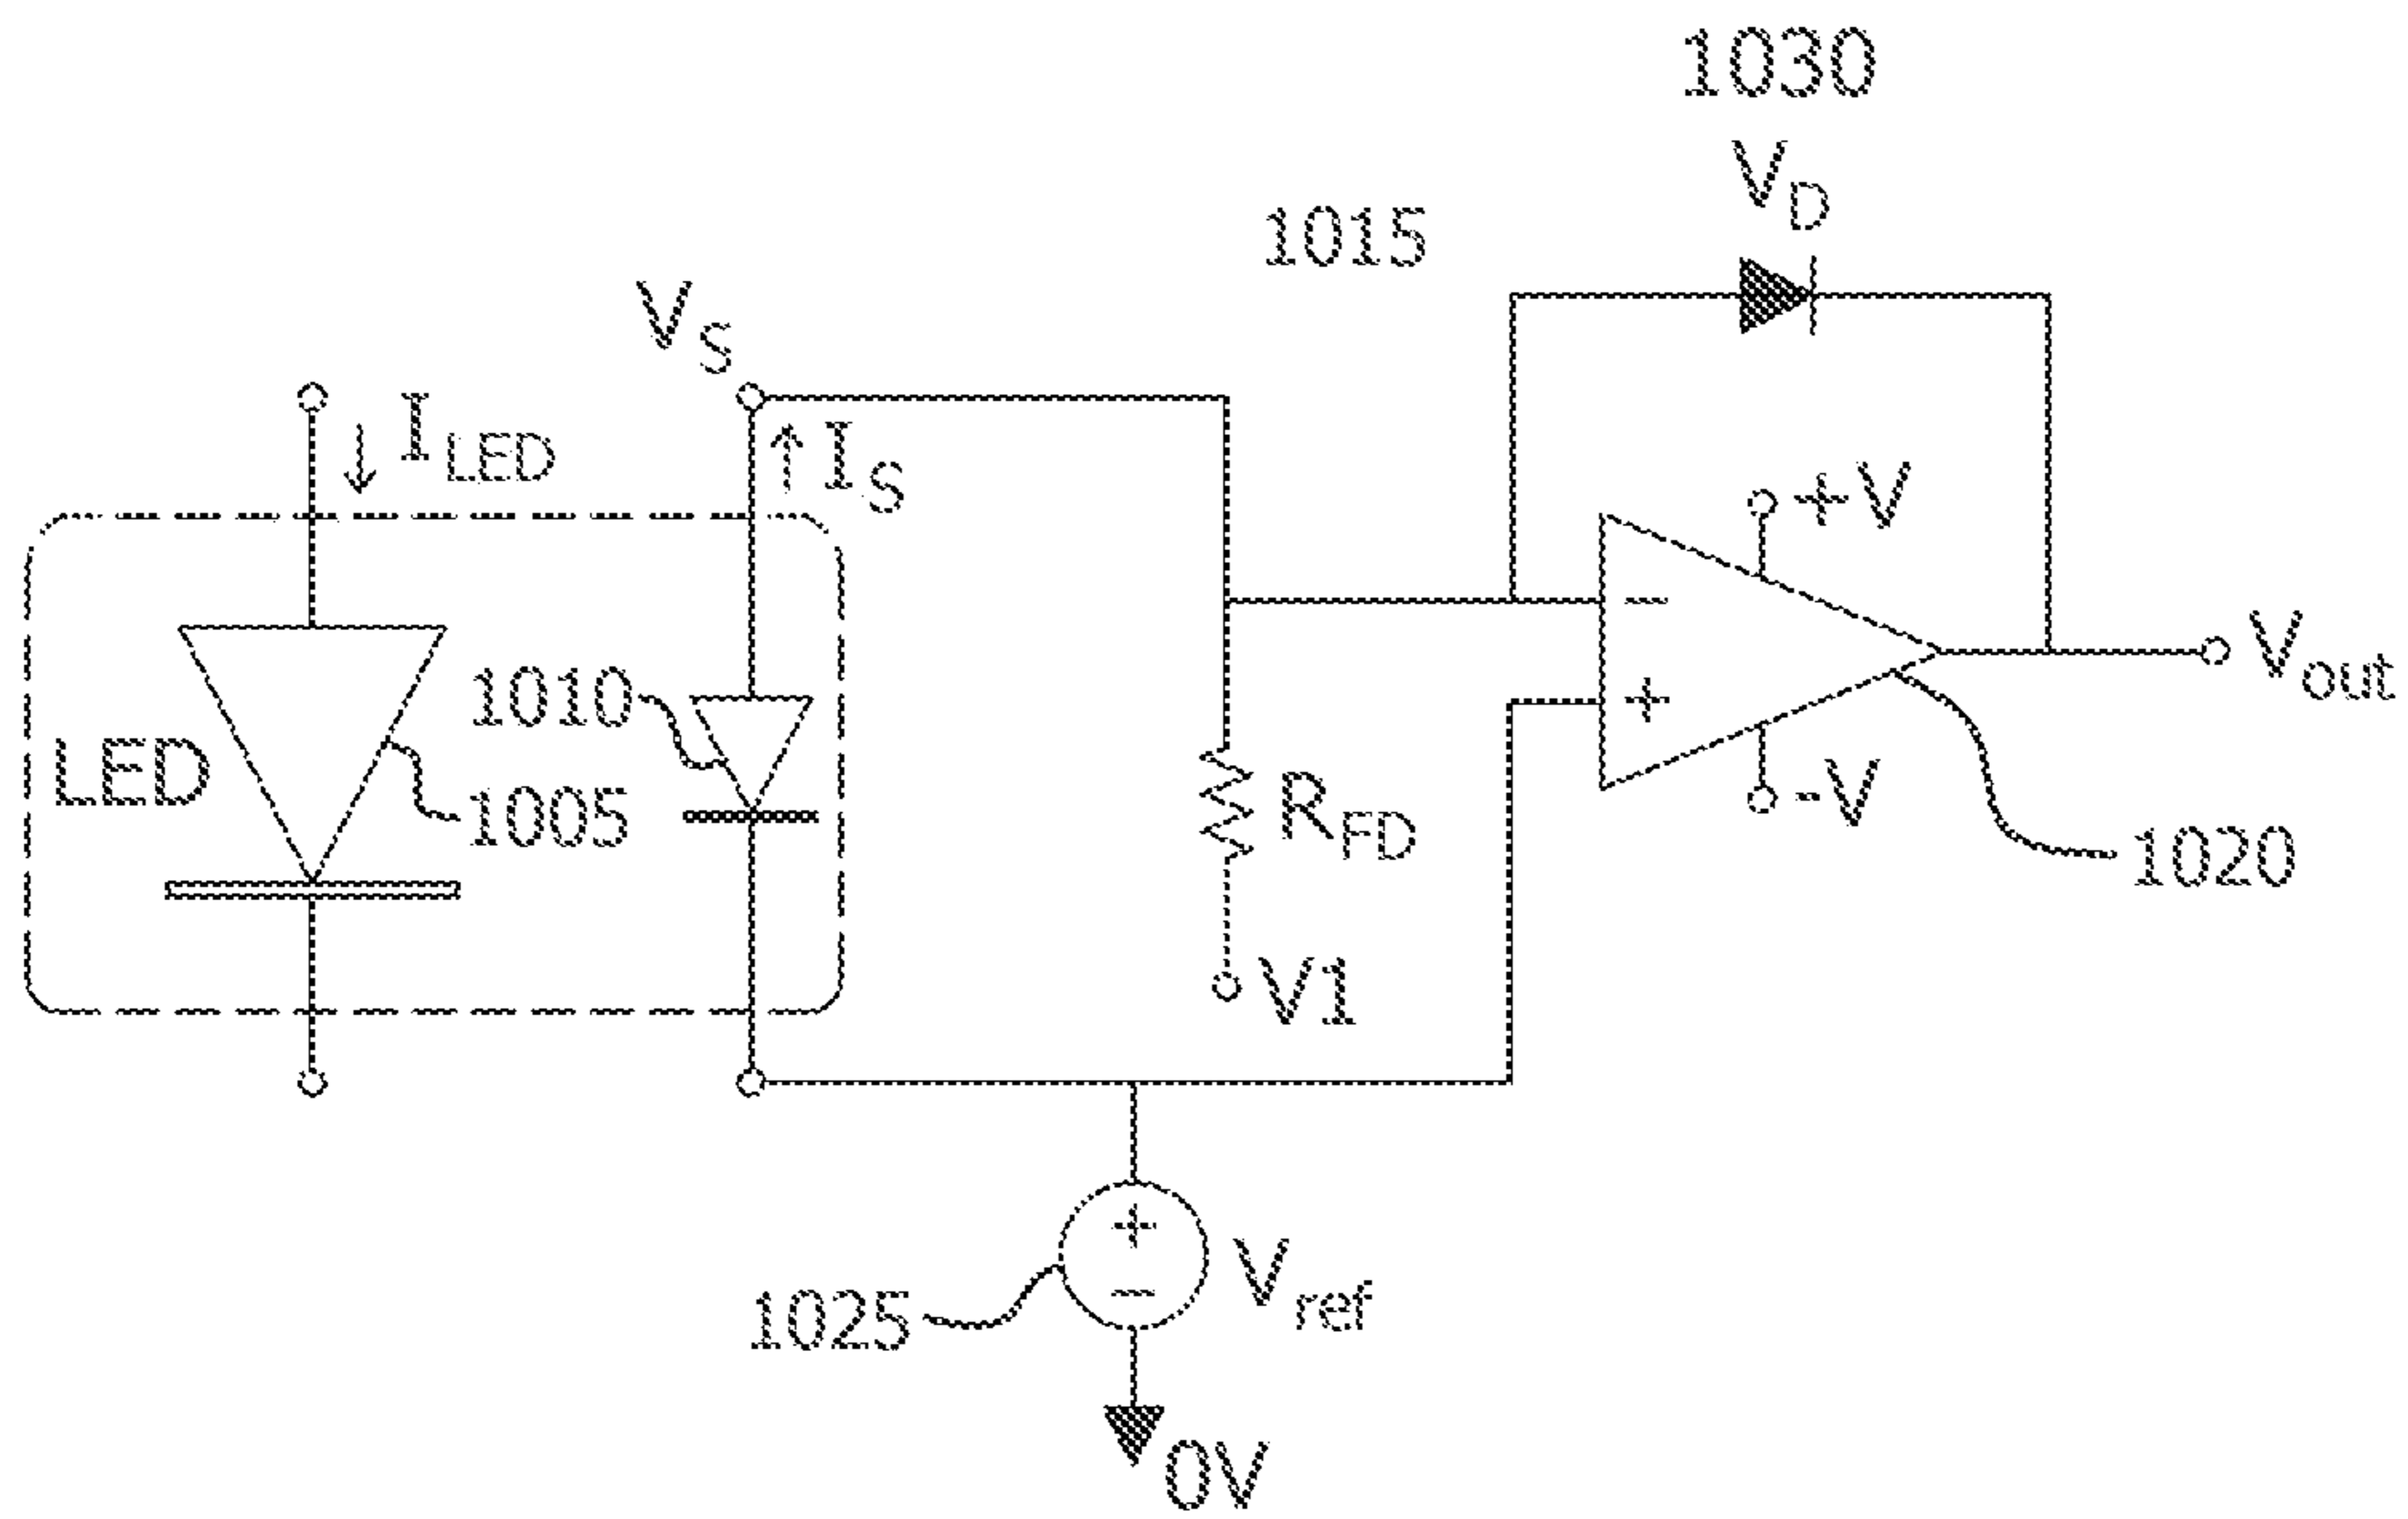 1030
V_D
1015
V_S
I_LED
I_S
+V
−
V_out
1010
LED
1005
+
R_FD
-V
1020
V1
+
−
V_ref
1025
0V